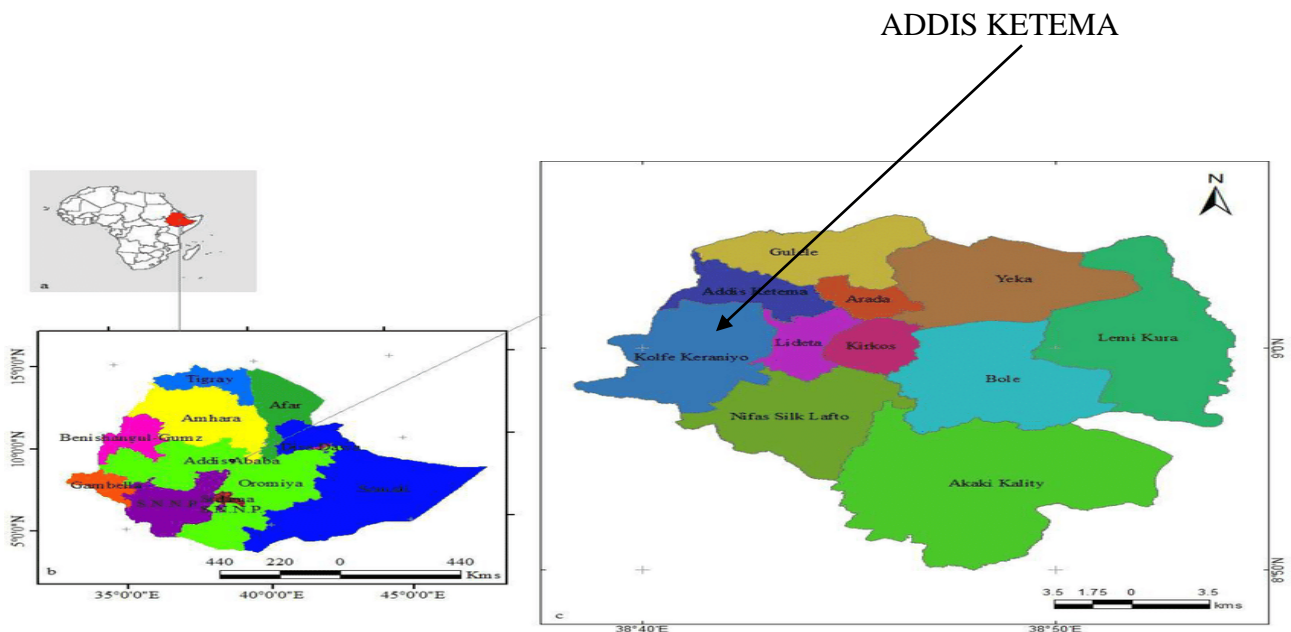 ADDIS KETEMA
N
a
Gulele
Yeka
Addis Ketema
Arada
Lemi Kura
Lideta
Kirkos
Kolfe Keraniyo
Bole
Nifas Silk Lafto
Akaki Kality
9°0'N
8°50'N
3.5 1.75 0 3.5
kms
c
38°40'E
38°50'E
15°0'0"N
10°0'0"N
5°0'0"N
Tigray
Afar
Amhara
Benishangul-Gumz
Addis Ababa
Gambella
Oromiya
440 220 0 440
Kms
b
35°0'0"E
40°0'0"E
45°0'0"E